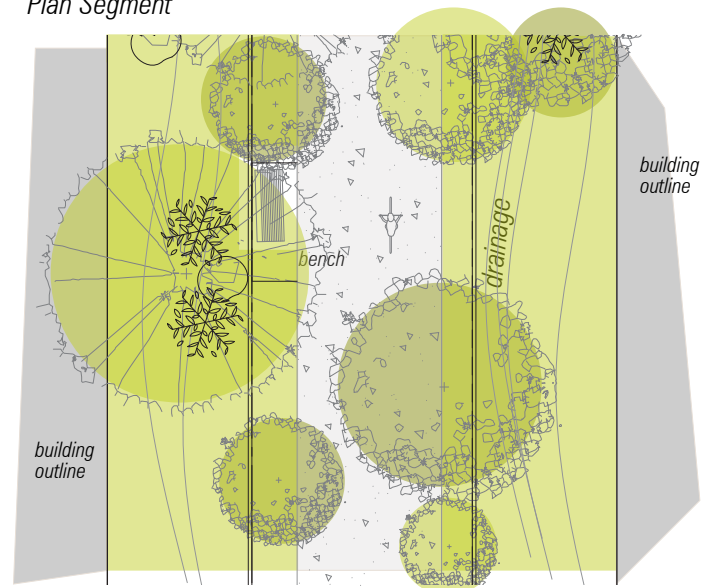 Plan Segment
building
outline
drainage
bench
building
outline